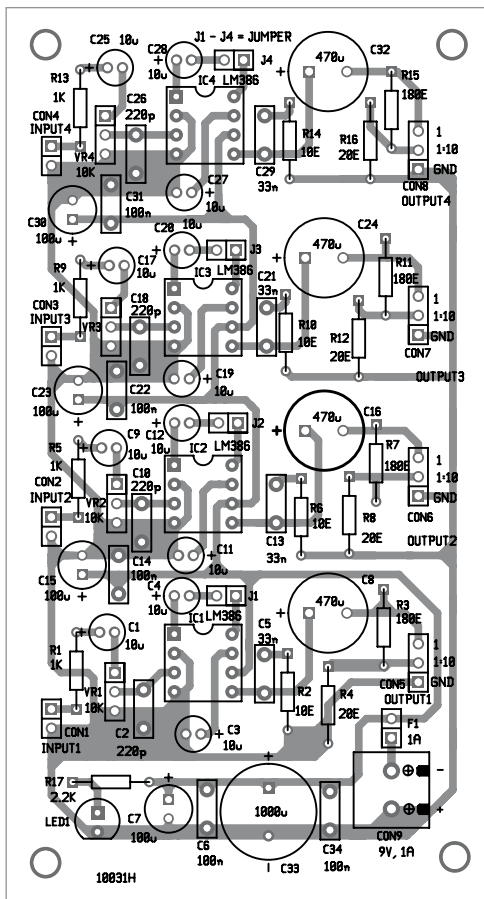 J1 - J4 = JUMPER
C25
10u
C28
+
10u
J4
IC4 LM386
470u
C32
+
R13
1K
R15
180E
CON4
INPUT4
C26
220p
VR4
10K
C29
33n
R14
10E
R16
20E
1
1:10
GND
CON8
OUTPUT4
C31
100n
C27
10u
C30
100u
+
C20
10u
J3
IC3 LM386
C17
10u
C24
470u
R9
1K
R11
180E
CON3
INPUT3
C18
220p
VR3
10K
C21
33n
R10
10E
R12
20E
1
1:10
GND
CON7
OUTPUT3
C19
10u
C22
100n
C23
100u
+
C12
10u
J2
IC2 LM386
C9
10u
C16
470u
+
R5
1K
R7
180E
CON2
INPUT2
C10
220p
VR2
10K
C13
33n
R6
10E
R8
20E
1
1:10
GND
CON6
OUTPUT2
C11
10u
C14
100n
C15
100u
+
C4
10u
J1
IC1 LM386
C1
10u
C8
470u
+
R1
1K
R3
180E
C5
33n
VR1
10K
R2
10E
R4
20E
1
1:10
GND
CON5
OUTPUT1
CON1
INPUT1
C2
220p
C3
10u
F1
1A
R17
2.2K
LED1
C7
100u
+
C6
100n
1000u
+
-
C33
C34
100n
-
+
CON9
9V, 1A
10031H